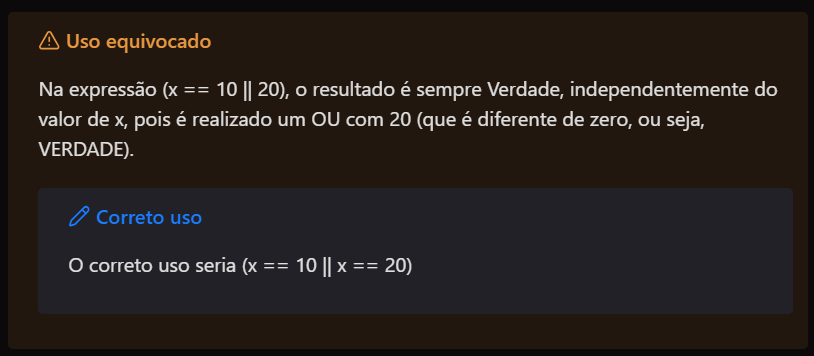 Uso equivocado
Na expressão (x == 10 || 20), o resultado é sempre Verdade, independentemente do
valor de x, pois é realizado um OU com 20 (que é diferente de zero, ou seja,
VERDADE).
Correto uso
O correto uso seria (x == 10 || x == 20)